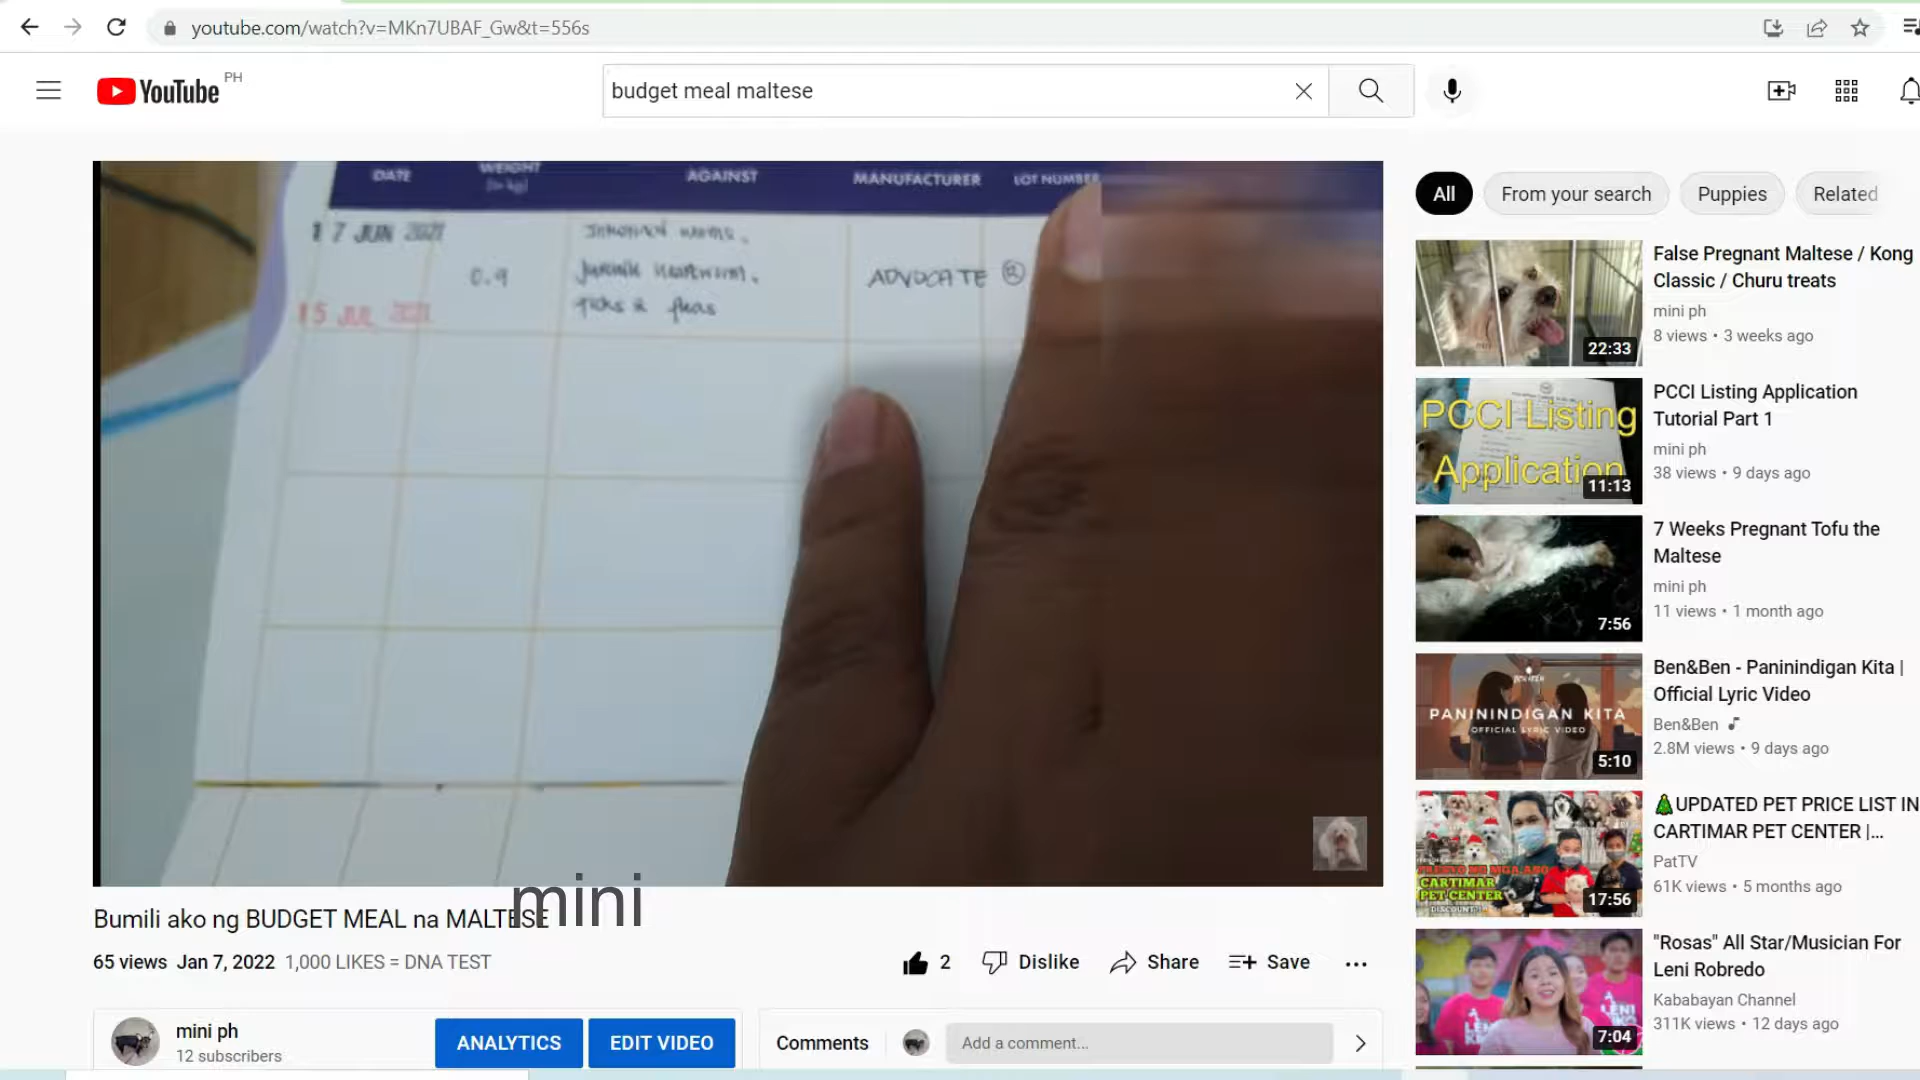 youtube.com/watch?v=MKn7UBAF_Gw&t=556s
YouTube PH
budget meal maltese
DATE
WEIGHT
AGAINST
MANUFACTURER
LOT NUMBER
17 JUN 2021
0.9
ADVOCATE
ticks & fleas
15 JUL 2021
mini
Bumili ako ng BUDGET MEAL na MALTESE
65 views Jan 7, 2022 1,000 LIKES = DNA TEST
2 Dislike Share Save
mini ph
12 subscribers
ANALYTICS
EDIT VIDEO
Comments
Add a comment...
All
From your search
Puppies
Related
False Pregnant Maltese / Kong
Classic / Churu treats
mini ph
8 views • 3 weeks ago
22:33
PCCI Listing
Application
11:13
PCCI Listing Application
Tutorial Part 1
mini ph
38 views • 9 days ago
7 Weeks Pregnant Tofu the
Maltese
mini ph
11 views • 1 month ago
7:56
PANININDIGAN KITA
OFFICIAL LYRIC VIDEO
5:10
Ben&Ben - Paninindigan Kita |
Official Lyric Video
Ben&Ben
2.8M views • 9 days ago
CARTIMAR
PET CENTER
17:56
UPDATED PET PRICE LIST IN
CARTIMAR PET CENTER |...
PatTV
61K views • 5 months ago
7:04
"Rosas" All Star/Musician For
Leni Robredo
Kababayan Channel
311K views • 12 days ago